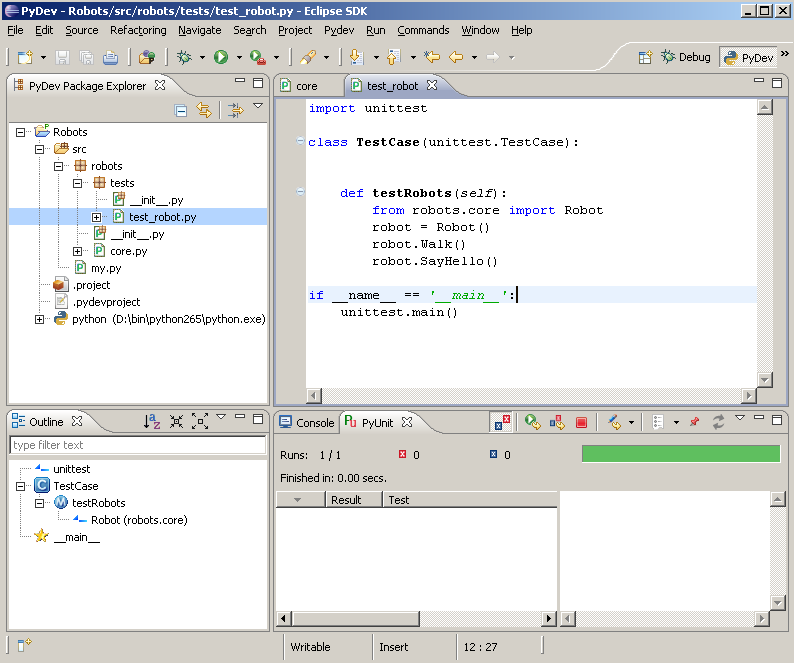 PyDev - Robots/src/robots/tests/test_robot.py - Eclipse SDK
File Edit Source Refactoring Navigate Search Project Pydev Run Commands Window Help
Debug PyDev »
PyDev Package Explorer
Robots
src
robots
tests
__init__.py
test_robot.py
__init__.py
core.py
my.py
.project
.pydevproject
python (D:\bin\python265\python.exe)
core test_robot
import unittest
class TestCase(unittest.TestCase):
def testRobots(self):
from robots.core import Robot
robot = Robot()
robot.Walk()
robot.SayHello()
if __name__ == '__main__':
unittest.main()
Outline
type filter text
unittest
TestCase
testRobots
Robot (robots.core)
__main__
Console PyUnit
Runs: 1 / 1 0 0
Finished in: 0.00 secs.
Result Test
Writable Insert 12 : 27